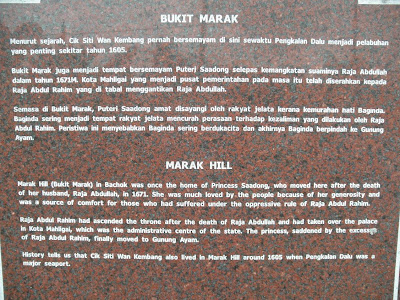 BUKIT MARAK
Menurut sejarah, Cik Siti Wan Kembang pernah bersemayam di sini sewaktu Pengkalan Dalu menjadi pelabuhan
yang penting sekitar tahun 1605.
Bukit Marak juga menjadi tempat bersemayam Puteri Saadong selepas kemangkatan suaminya Raja Abdullah
dalam tahun 1671M. Kota Mahligai yang menjadi pusat pemerintahan pada masa itu telah diserahkan kepada
Raja Abdul Rahim yang di tabal menggantikan Raja Abdullah.
Semasa di Bukit Marak, Puteri Saadong amat disayangi oleh rakyat jelata kerana kemurahan hati Baginda.
Baginda sering menjadi tempat rakyat mencurah perasaan terhadap kezaliman yang dilakukan oleh Raja
Abdul Rahim. Peristiwa ini menyebabkan Baginda sering berdukacita dan akhirnya Baginda berpindah ke Gunung
Ayam.
MARAK HILL
Marak Hill (Bukit Marak) in Bachok was once the home of Princess Saadong, who moved here after the death
of her husband, Raja Abdullah, in 1671. She was much loved by the people because of her generosity and
was a source of comfort for those who had suffered under the oppressive rule of Raja Abdul Rahim.
Raja Abdul Rahim had ascended the throne after the death of Raja Abdullah and had taken over the palace
in Kota Mahligai, which was the administrative centre of the state. The princess, saddened by the excesses
of Raja Abdul Rahim, finally moved to Gunung Ayam.
History tells us that Cik Siti Wan Kembang also lived in Marak Hill around 1605 when Pengkalan Dalu was a
major seaport.